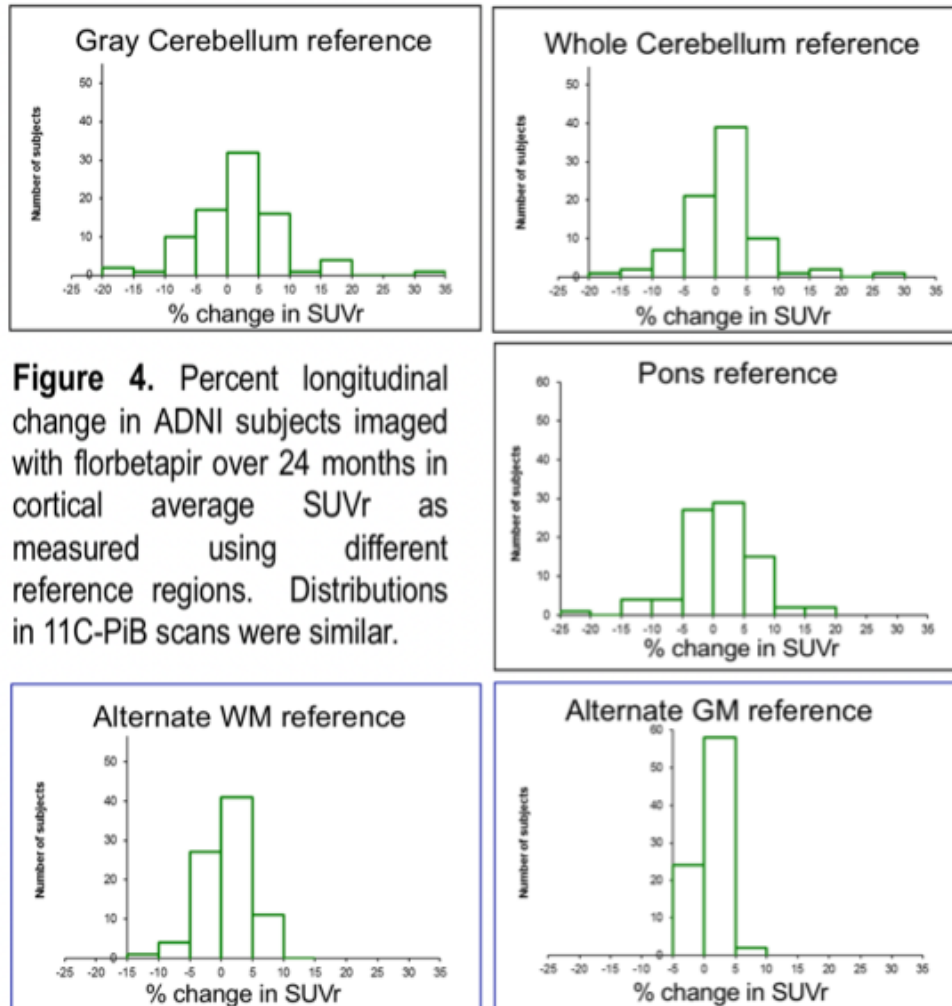 Gray Cerebellum reference
Number of subjects
50
40
30
20
10
0
-25 -20 -15 -10 -5 0 5 10 15 20 25 30 35
% change in SUVr
Whole Cerebellum reference
Number of subjects
50
40
30
20
10
0
-20 -15 -10 -5 0 5 10 15 20 25 30 35
% change in SUVr
Figure 4. Percent longitudinal
change in ADNI subjects imaged
with florbetapir over 24 months in
cortical average SUVr as
measured using different
reference regions. Distributions
in 11C-PiB scans were similar.
Pons reference
Number of subjects
60
50
40
30
20
10
0
-25 -20 -15 -10 -5 0 5 10 15 20 25 30 35
% change in SUVr
Alternate WM reference
Number of subjects
50
40
30
20
10
0
-25 -20 -15 -10 -5 0 5 10 15 20 25 30 35
% change in SUVr
Alternate GM reference
Number of subjects
60
50
40
30
20
10
0
-25 -20 -15 -10 -5 0 5 10 15 20 25 30 35
% change in SUVr